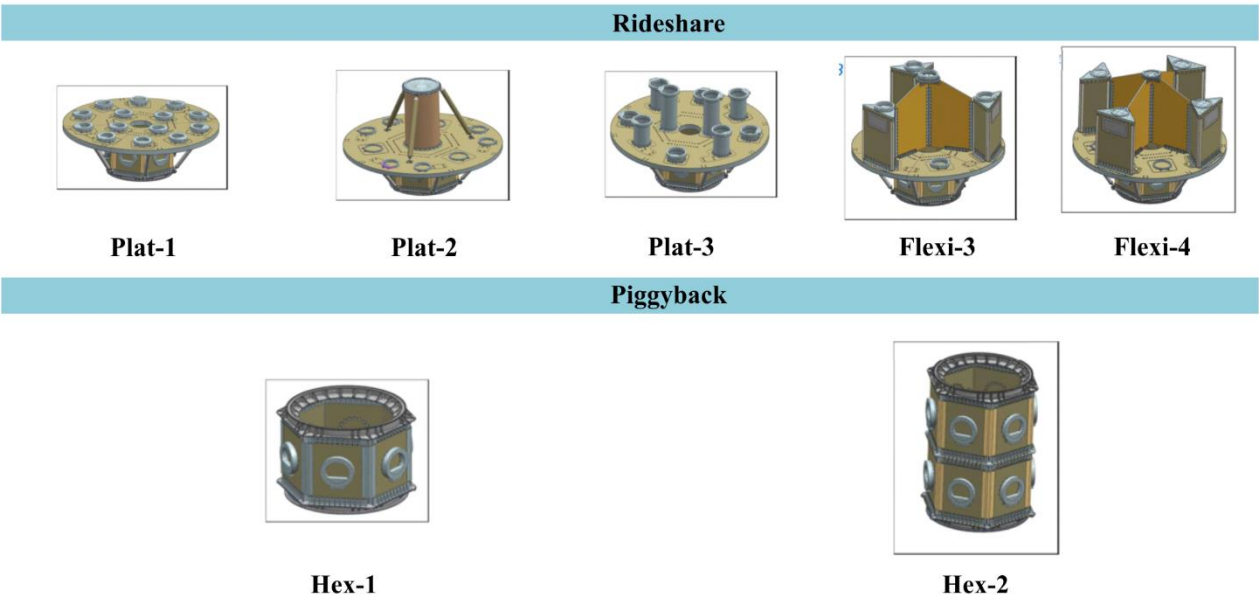 Rideshare
Plat-1
Plat-2
Plat-3
Flexi-3
Flexi-4
Piggyback
Hex-1
Hex-2